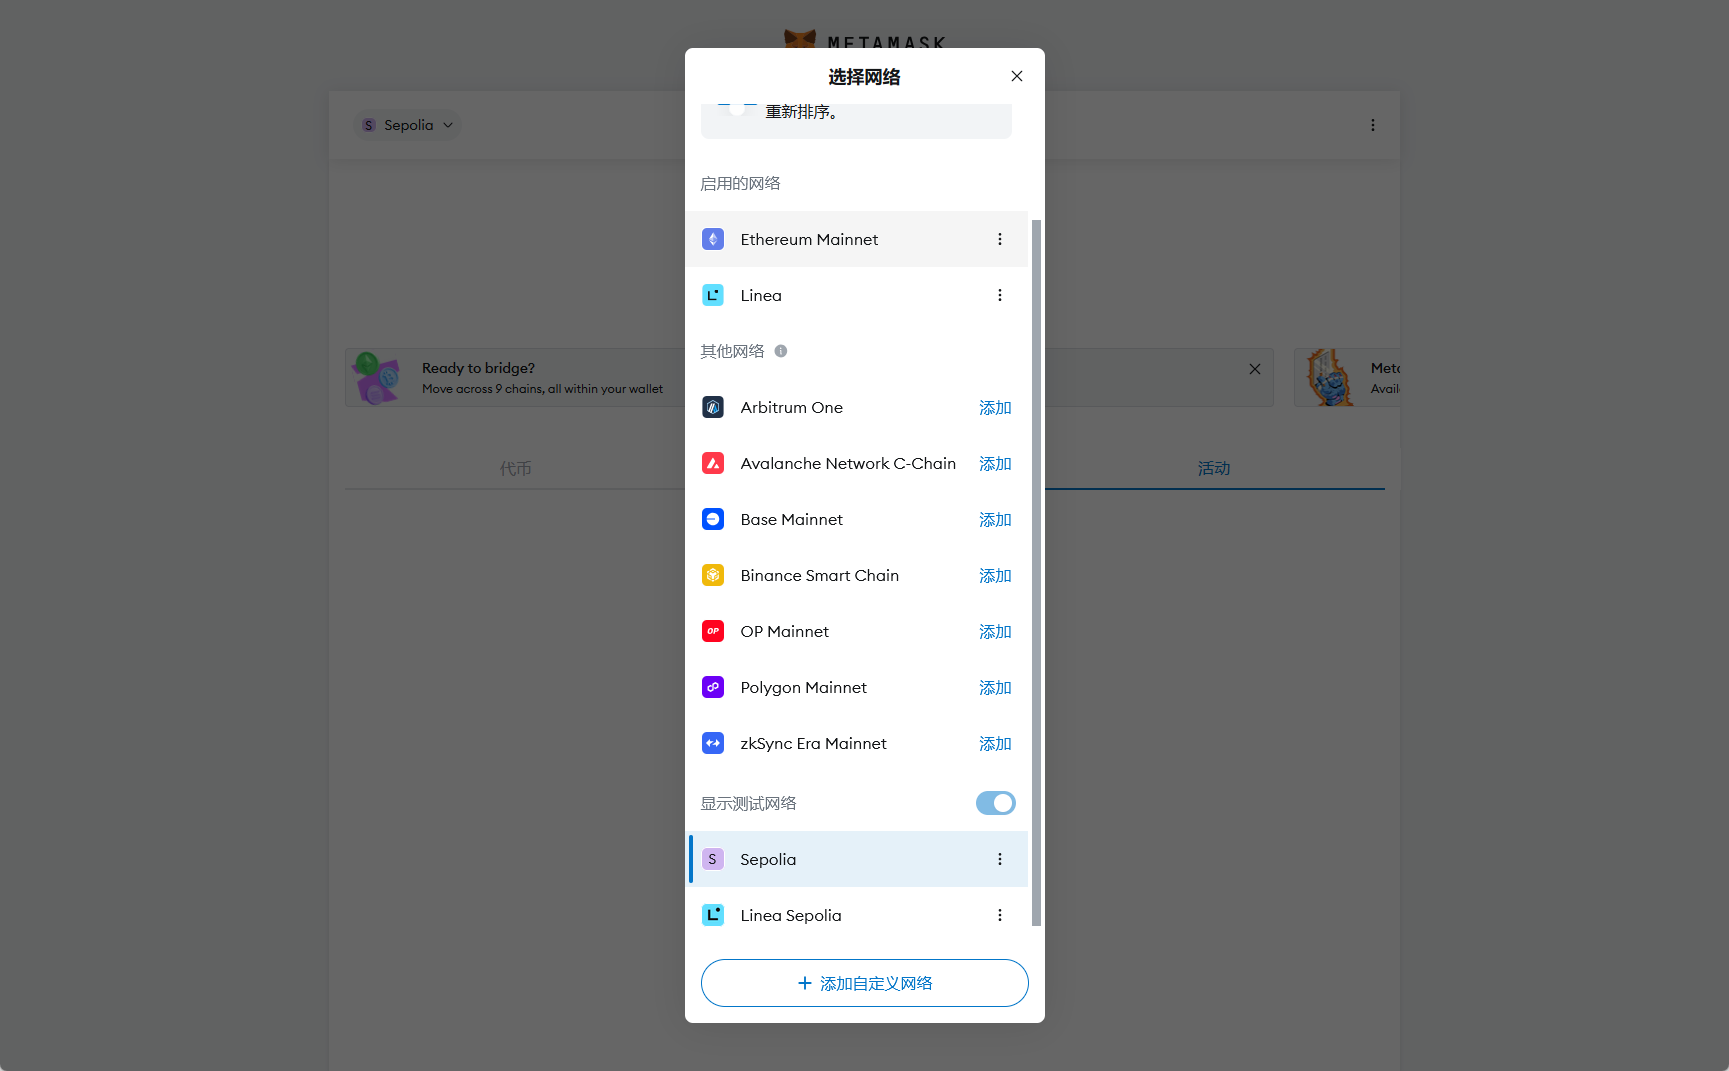 METAMASK
选择网络
重新排序。
Sepolia
启用的网络
Ethereum Mainnet
Linea
其他网络
Ready to bridge?
Move across 9 chains, all within your wallet
Arbitrum One 添加
Avalanche Network C-Chain 添加
代币
活动
Base Mainnet 添加
Binance Smart Chain 添加
OP Mainnet 添加
Polygon Mainnet 添加
zkSync Era Mainnet 添加
显示测试网络
S Sepolia
Linea Sepolia
+ 添加自定义网络